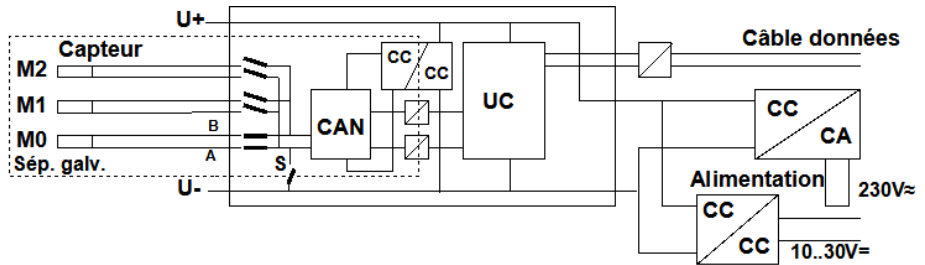 U+
Capteur
M2
M1
M0
B
A
Sép. galv.
S
U-
CAN
CC
CC
UC
Câble données
CC
CA
Alimentation
230V≈
CC
CC
10..30V=